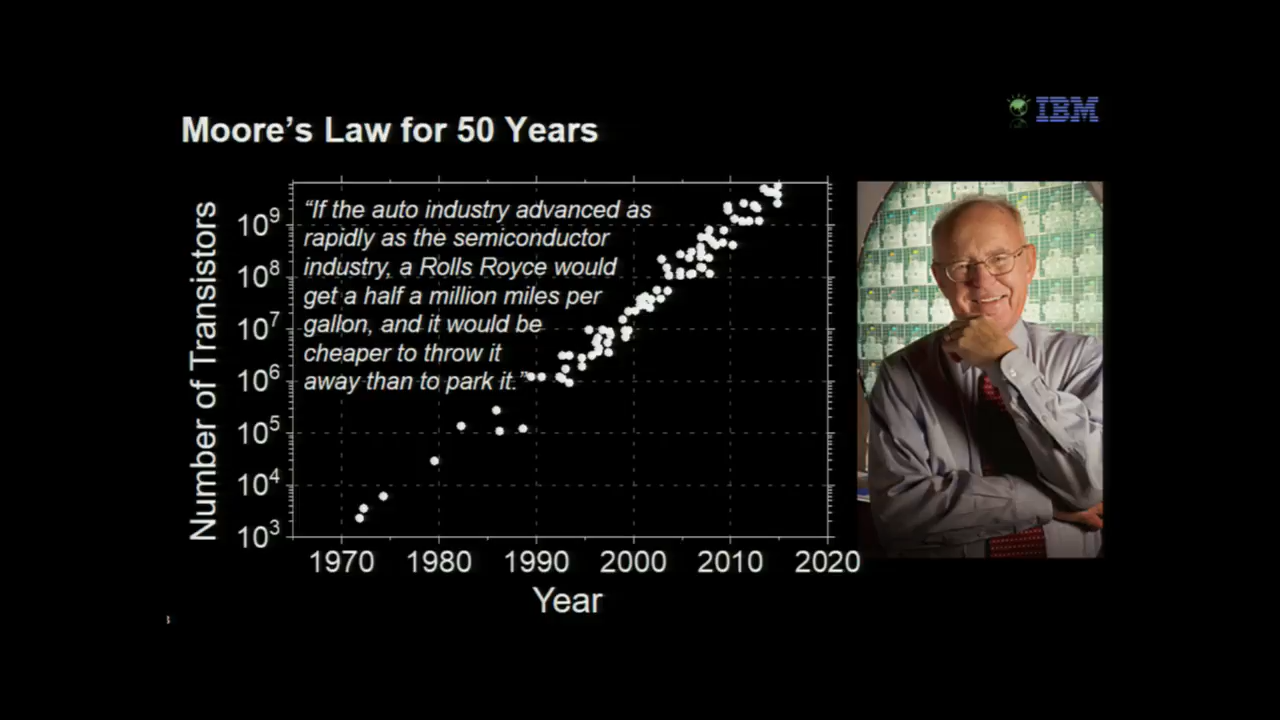 IBM
Moore's Law for 50 Years
“If the auto industry advanced as
rapidly as the semiconductor
industry, a Rolls Royce would
get a half a million miles per
gallon, and it would be
cheaper to throw it
away than to park it.”
Number of Transistors
10⁹
10⁸
10⁷
10⁶
10⁵
10⁴
10³
1970 1980 1990 2000 2010 2020
Year